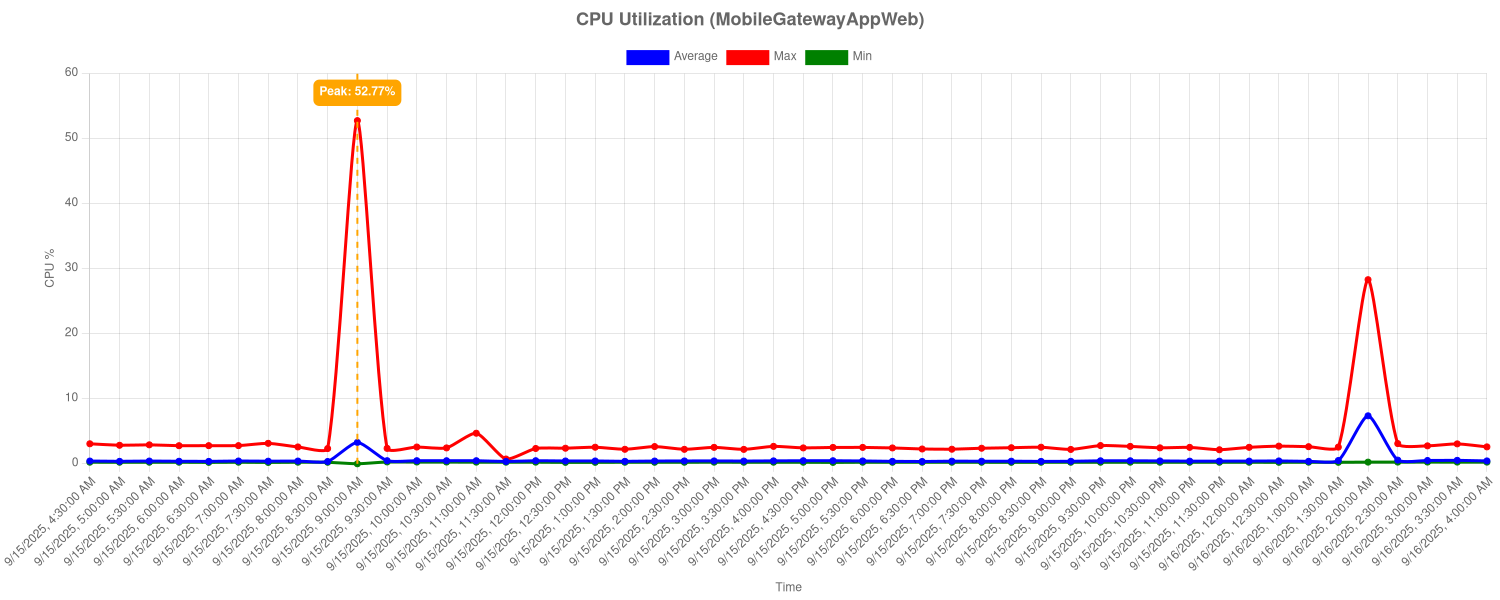 CPU Utilization (MobileGatewayAppWeb)
Average Max Min
Peak: 52.77%
CPU %
60
50
40
30
20
10
0
9/15/2025, 4:30:00 AM
9/15/2025, 5:00:00 AM
9/15/2025, 5:30:00 AM
9/15/2025, 6:00:00 AM
9/15/2025, 6:30:00 AM
9/15/2025, 7:00:00 AM
9/15/2025, 7:30:00 AM
9/15/2025, 8:00:00 AM
9/15/2025, 8:30:00 AM
9/15/2025, 9:00:00 AM
9/15/2025, 9:30:00 AM
9/15/2025, 10:00:00 AM
9/15/2025, 10:30:00 AM
9/15/2025, 11:00:00 AM
9/15/2025, 11:30:00 AM
9/15/2025, 12:00:00 PM
9/15/2025, 12:30:00 PM
9/15/2025, 1:00:00 PM
9/15/2025, 1:30:00 PM
9/15/2025, 2:00:00 PM
9/15/2025, 2:30:00 PM
9/15/2025, 3:00:00 PM
9/15/2025, 3:30:00 PM
9/15/2025, 4:00:00 PM
9/15/2025, 4:30:00 PM
9/15/2025, 5:00:00 PM
9/15/2025, 5:30:00 PM
9/15/2025, 6:00:00 PM
9/15/2025, 6:30:00 PM
9/15/2025, 7:00:00 PM
9/15/2025, 7:30:00 PM
9/15/2025, 8:00:00 PM
9/15/2025, 8:30:00 PM
9/15/2025, 9:00:00 PM
9/15/2025, 9:30:00 PM
9/15/2025, 10:00:00 PM
9/15/2025, 10:30:00 PM
9/15/2025, 11:00:00 PM
9/15/2025, 11:30:00 PM
9/16/2025, 12:00:00 AM
9/16/2025, 12:30:00 AM
9/16/2025, 1:00:00 AM
9/16/2025, 1:30:00 AM
9/16/2025, 2:00:00 AM
9/16/2025, 2:30:00 AM
9/16/2025, 3:00:00 AM
9/16/2025, 3:30:00 AM
9/16/2025, 4:00:00 AM
Time